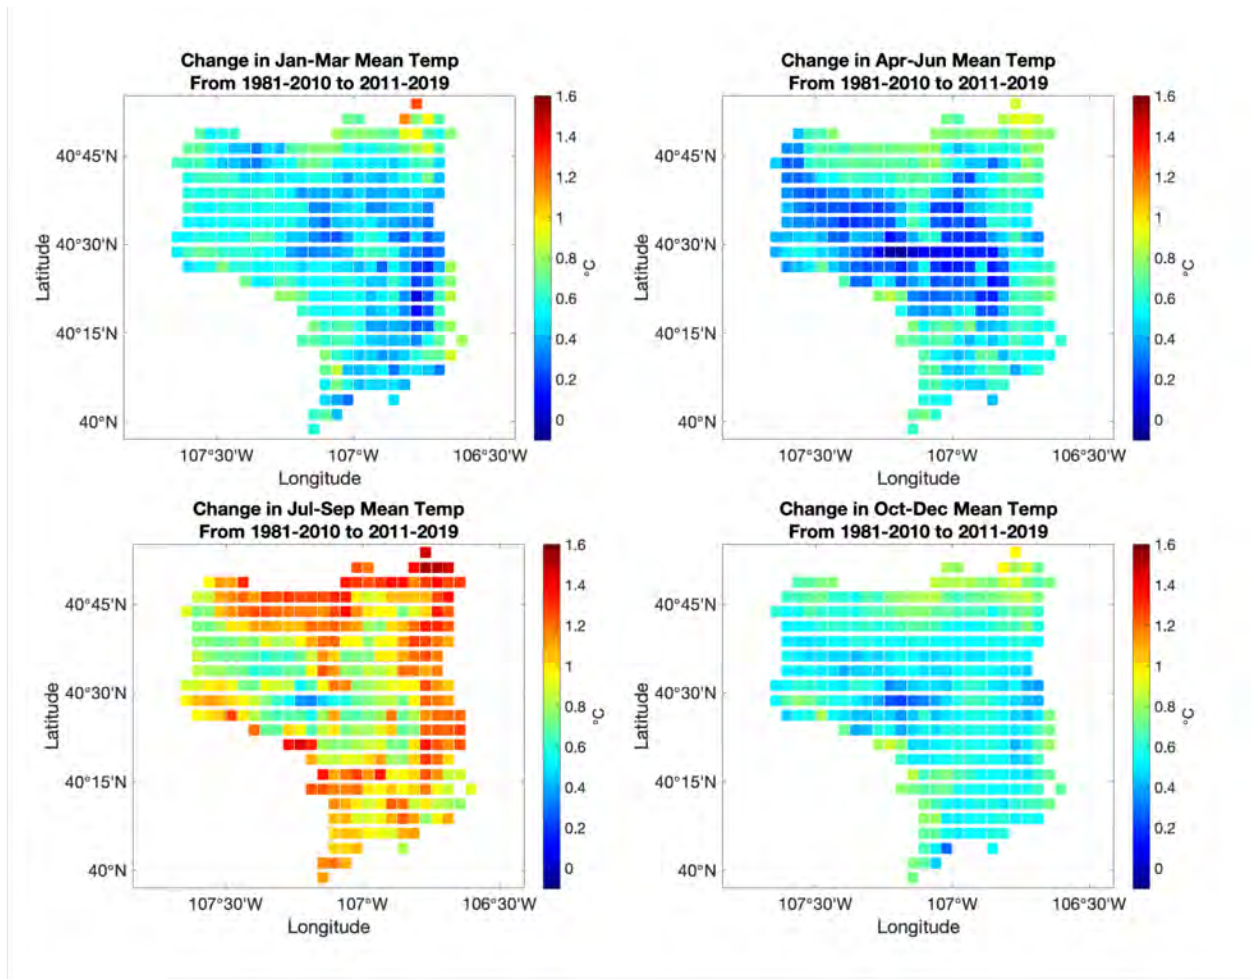 Change in Jan-Mar Mean Temp
From 1981-2010 to 2011-2019
1.6
1.4
1.2
1
0.8
0.6
0.4
0.2
0
°C
40°45'N
40°30'N
40°15'N
40°N
Latitude
107°30'W
107°W
106°30'W
Longitude
Change in Apr-Jun Mean Temp
From 1981-2010 to 2011-2019
1.6
1.4
1.2
1
0.8
0.6
0.4
0.2
0
°C
40°45'N
40°30'N
40°15'N
40°N
Latitude
107°30'W
107°W
106°30'W
Longitude
Change in Jul-Sep Mean Temp
From 1981-2010 to 2011-2019
1.6
1.4
1.2
1
0.8
0.6
0.4
0.2
0
°C
40°45'N
40°30'N
40°15'N
40°N
Latitude
107°30'W
107°W
106°30'W
Longitude
Change in Oct-Dec Mean Temp
From 1981-2010 to 2011-2019
1.6
1.4
1.2
1
0.8
0.6
0.4
0.2
0
°C
40°45'N
40°30'N
40°15'N
40°N
Latitude
107°30'W
107°W
106°30'W
Longitude